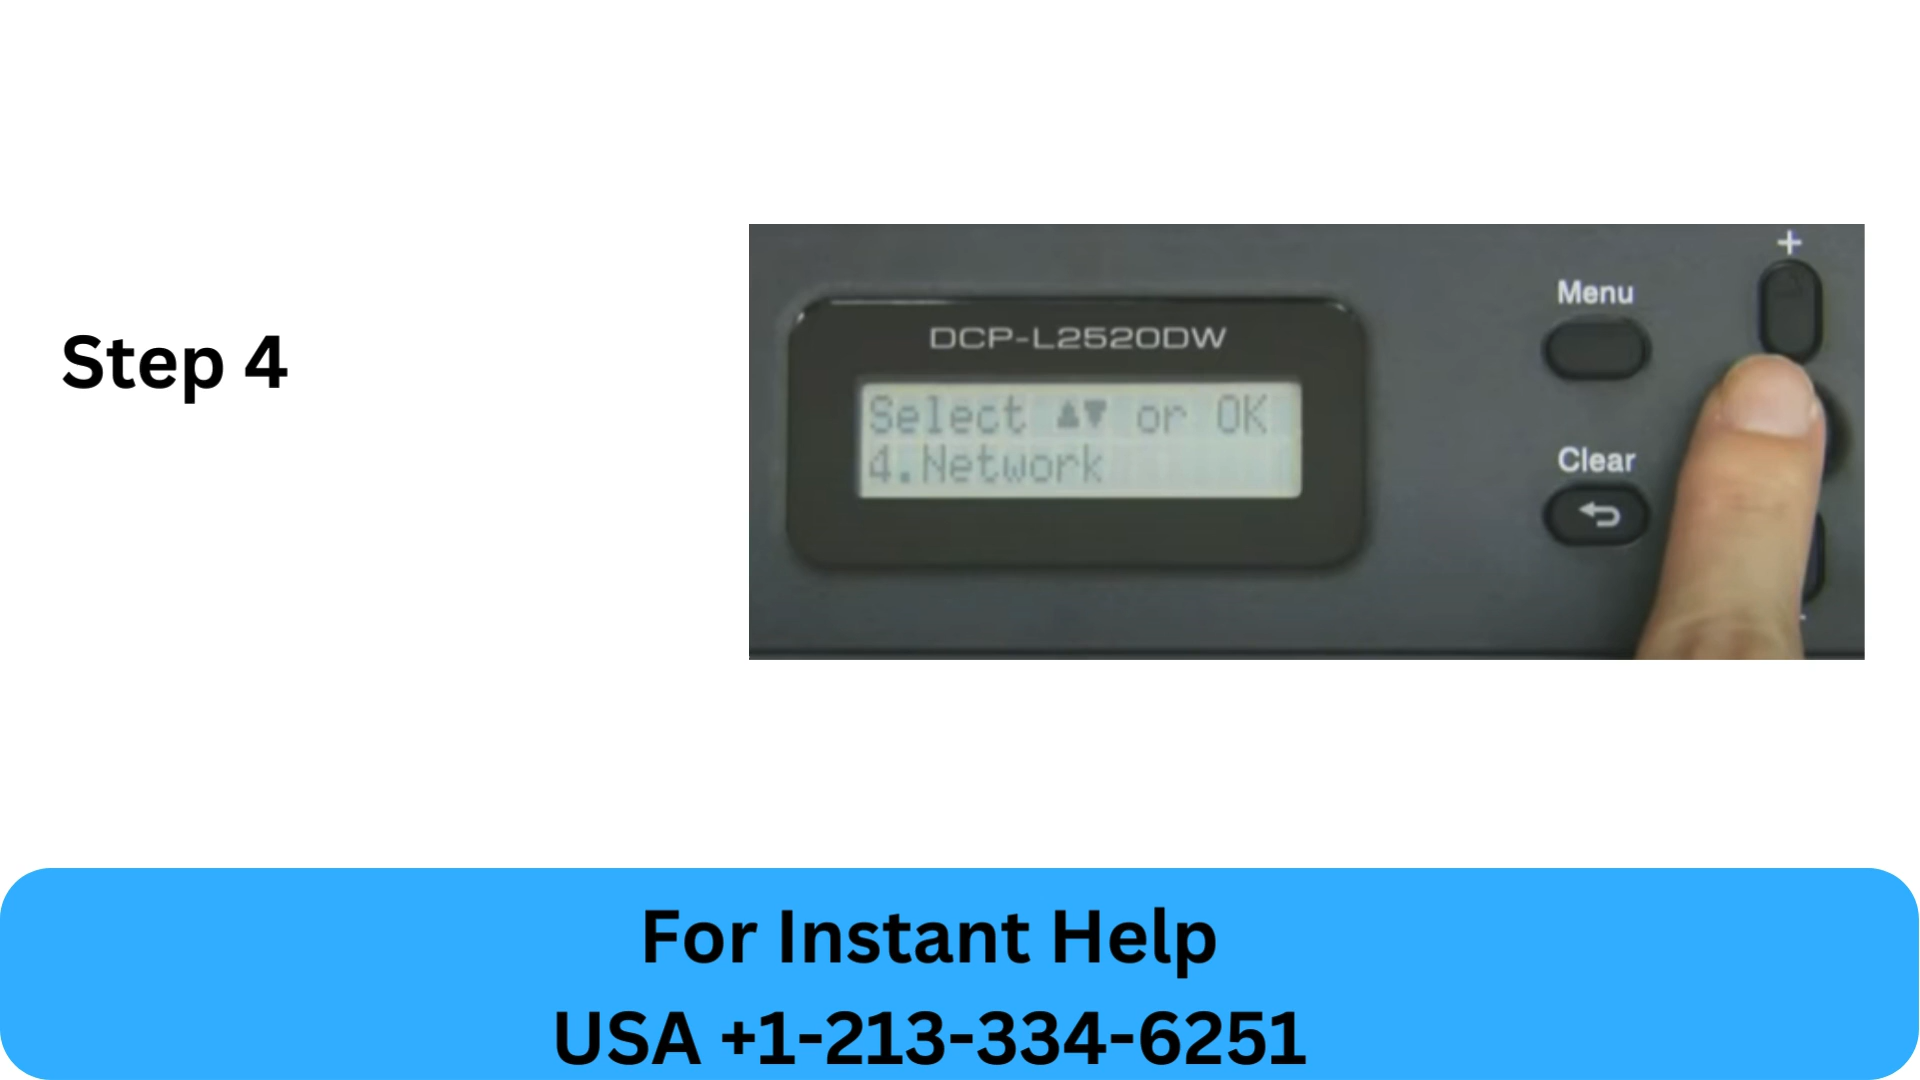 Step 4
DCP-L2520DW
Select ▲▼ or OK
4.Network
Menu
+
Clear
For Instant Help
USA +1-213-334-6251